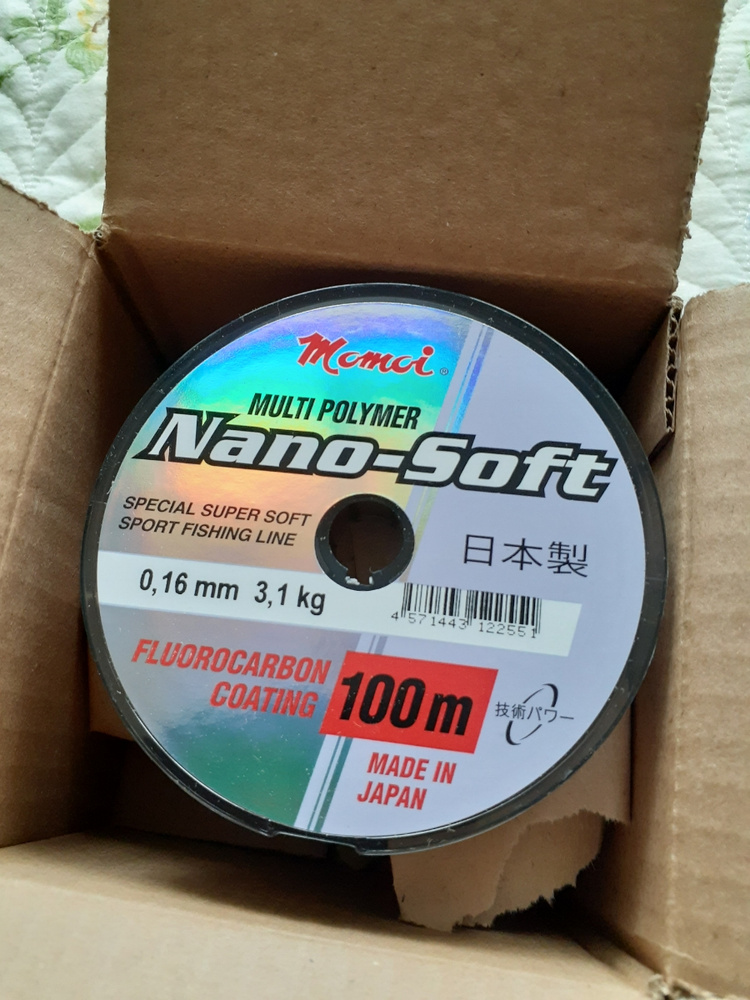 Momoi®
MULTI POLYMER
Nano-Soft
SPECIAL SUPER SOFT
SPORT FISHING LINE
日本製
0,16 mm 3,1 kg
4 571443 122551
FLUOROCARBON
COATING
100m
技術パワー
MADE IN
JAPAN